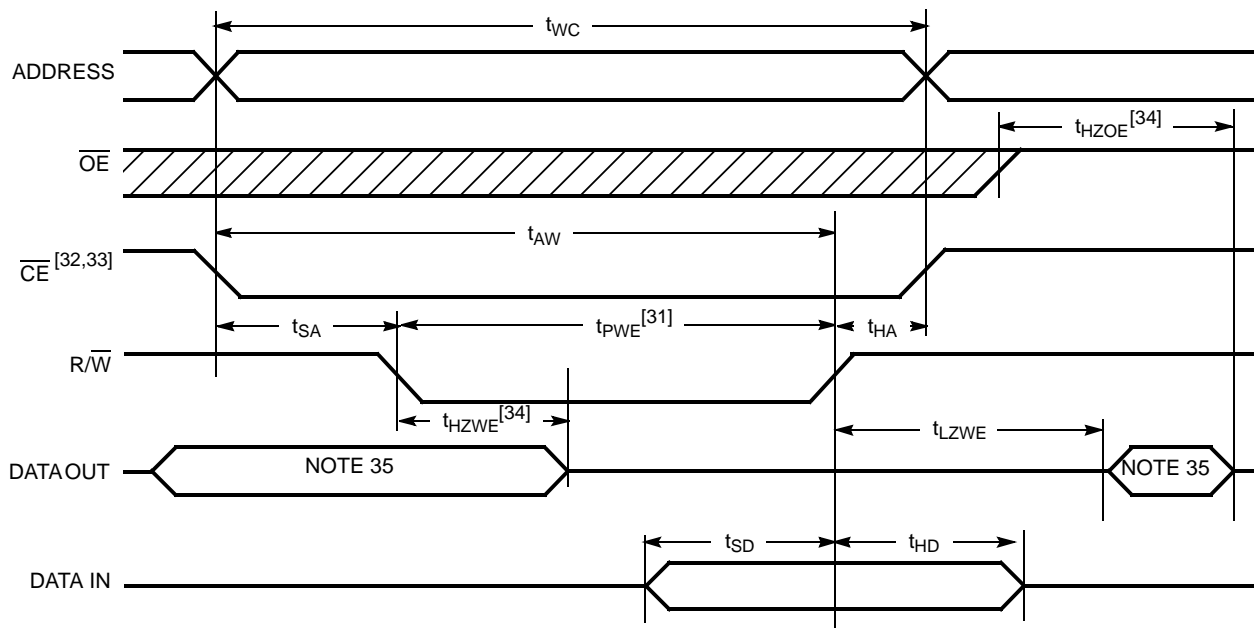 tWC
ADDRESS
tHZOE[34]
OE
tAW
CE [32,33]
tSA
tPWE[31]
tHA
R/W
tHZWE[34]
tLZWE
DATA OUT
NOTE 35
NOTE 35
tSD
tHD
DATA IN